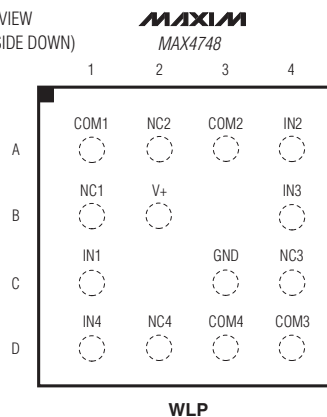 VIEW
SIDE DOWN)
MAXIM
MAX4748
1 2 3 4
A
COM1 NC2 COM2 IN2
B
NC1 V+ IN3
C
IN1 GND NC3
D
IN4 NC4 COM4 COM3
WLP